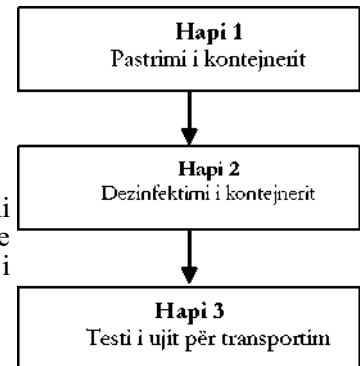 Hapi 1
Pastrimi i kontejnerit
Hapi 2
Dezinfektimi i kontejnerit
i
Hapi 3
Testi i ujit për transportim